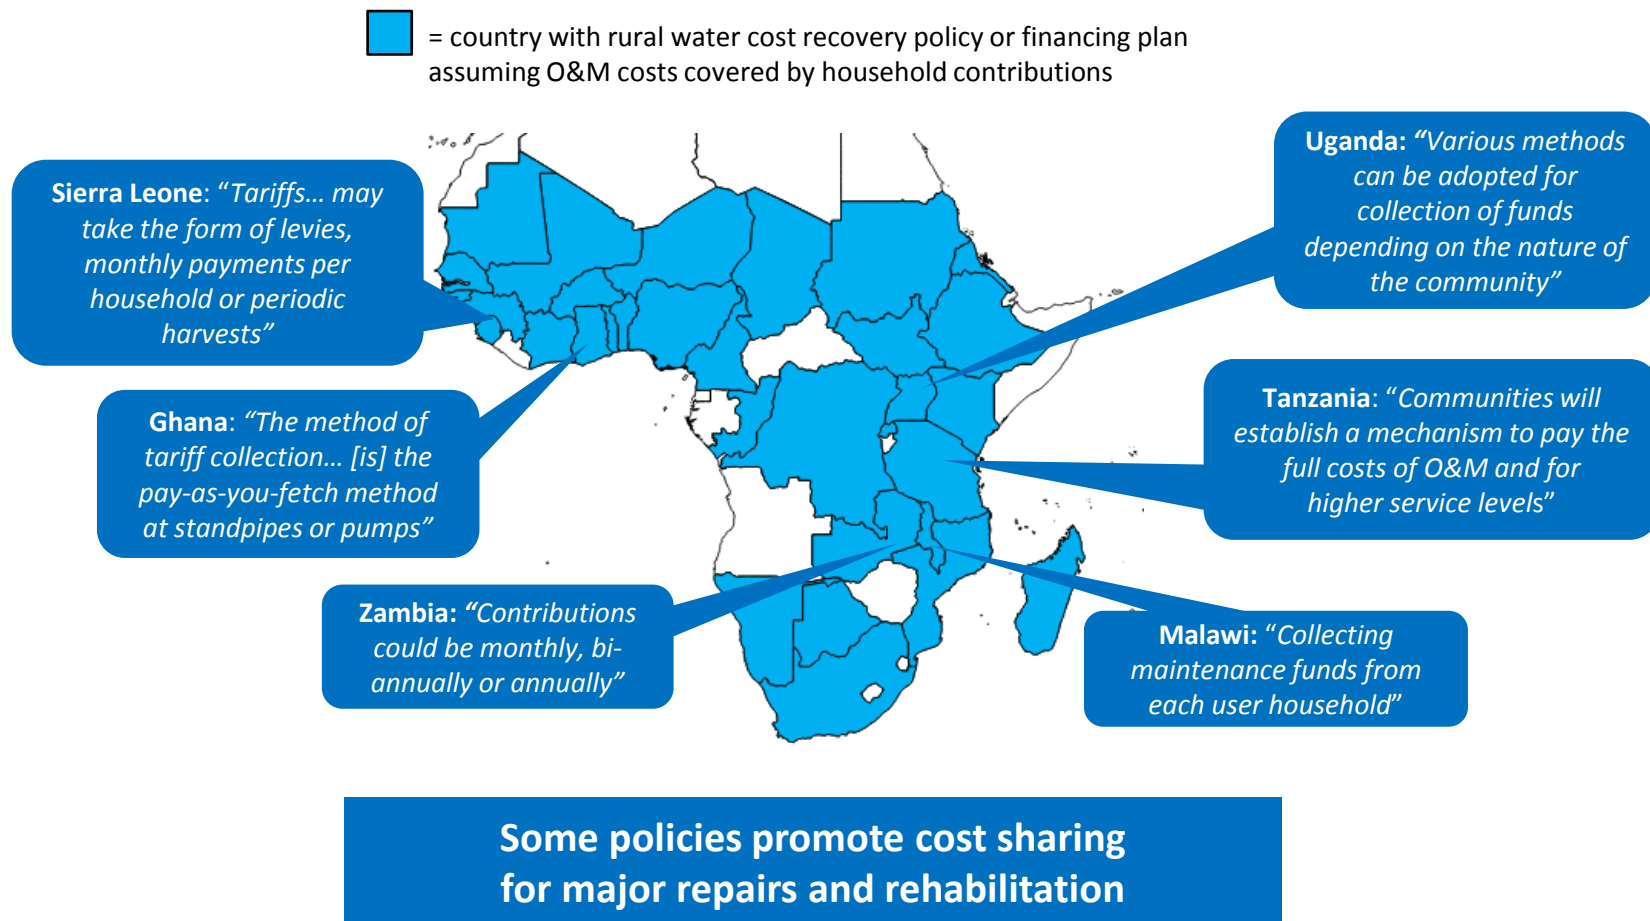 = country with rural water cost recovery policy or financing plan
assuming O&M costs covered by household contributions
Sierra Leone: “Tariffs… may
take the form of levies,
monthly payments per
household or periodic
harvests”
Ghana: “The method of
tariff collection… [is] the
pay-as-you-fetch method
at standpipes or pumps”
Zambia: “Contributions
could be monthly, bi-
annually or annually”
Uganda: “Various methods
can be adopted for
collection of funds
depending on the nature of
the community”
Tanzania: “Communities will
establish a mechanism to pay the
full costs of O&M and for
higher service levels”
Malawi: “Collecting
maintenance funds from
each user household”
Some policies promote cost sharing
for major repairs and rehabilitation